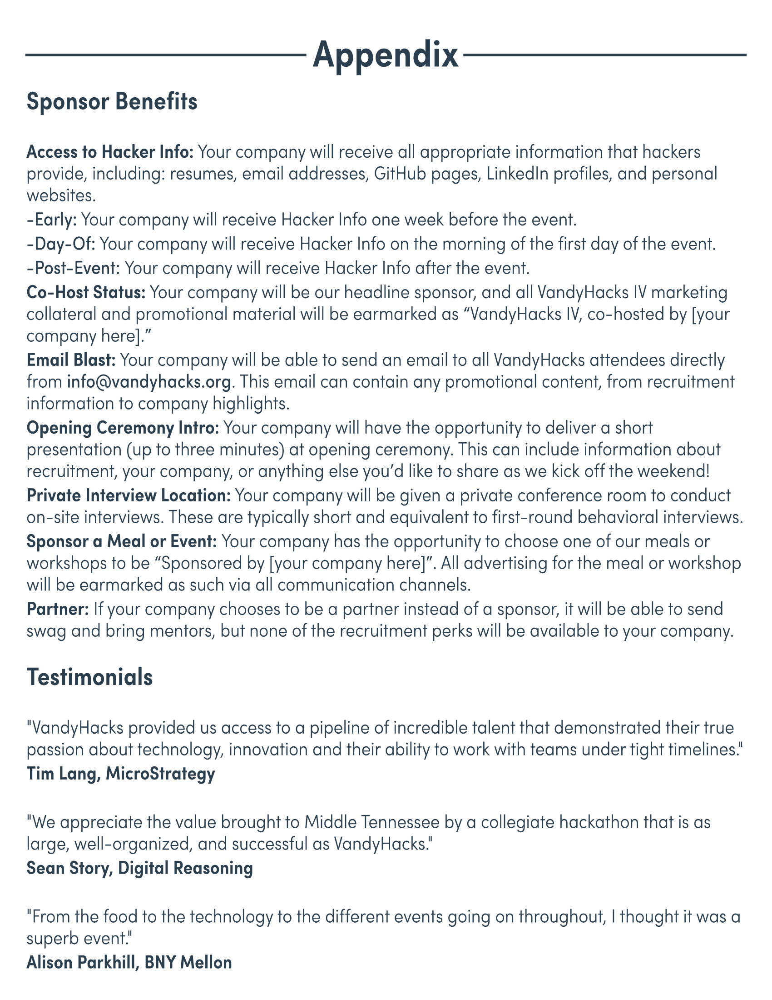 Appendix
Sponsor Benefits
Access to Hacker Info: Your company will receive all appropriate information that hackers
provide, including: resumes, email addresses, GitHub pages, LinkedIn profiles, and personal
websites.
-Early: Your company will receive Hacker Info one week before the event.
-Day-Of: Your company will receive Hacker Info on the morning of the first day of the event.
-Post-Event: Your company will receive Hacker Info after the event.
Co-Host Status: Your company will be our headline sponsor, and all VandyHacks IV marketing
collateral and promotional material will be earmarked as “VandyHacks IV, co-hosted by [your
company here].”
Email Blast: Your company will be able to send an email to all VandyHacks attendees directly
from info@vandyhacks.org. This email can contain any promotional content, from recruitment
information to company highlights.
Opening Ceremony Intro: Your company will have the opportunity to deliver a short
presentation (up to three minutes) at opening ceremony. This can include information about
recruitment, your company, or anything else you’d like to share as we kick off the weekend!
Private Interview Location: Your company will be given a private conference room to conduct
on-site interviews. These are typically short and equivalent to first-round behavioral interviews.
Sponsor a Meal or Event: Your company has the opportunity to choose one of our meals or
workshops to be “Sponsored by [your company here]”. All advertising for the meal or workshop
will be earmarked as such via all communication channels.
Partner: If your company chooses to be a partner instead of a sponsor, it will be able to send
swag and bring mentors, but none of the recruitment perks will be available to your company.
Testimonials
"VandyHacks provided us access to a pipeline of incredible talent that demonstrated their true
passion about technology, innovation and their ability to work with teams under tight timelines."
Tim Lang, MicroStrategy
"We appreciate the value brought to Middle Tennessee by a collegiate hackathon that is as
large, well-organized, and successful as VandyHacks."
Sean Story, Digital Reasoning
"From the food to the technology to the different events going on throughout, I thought it was a
superb event."
Alison Parkhill, BNY Mellon